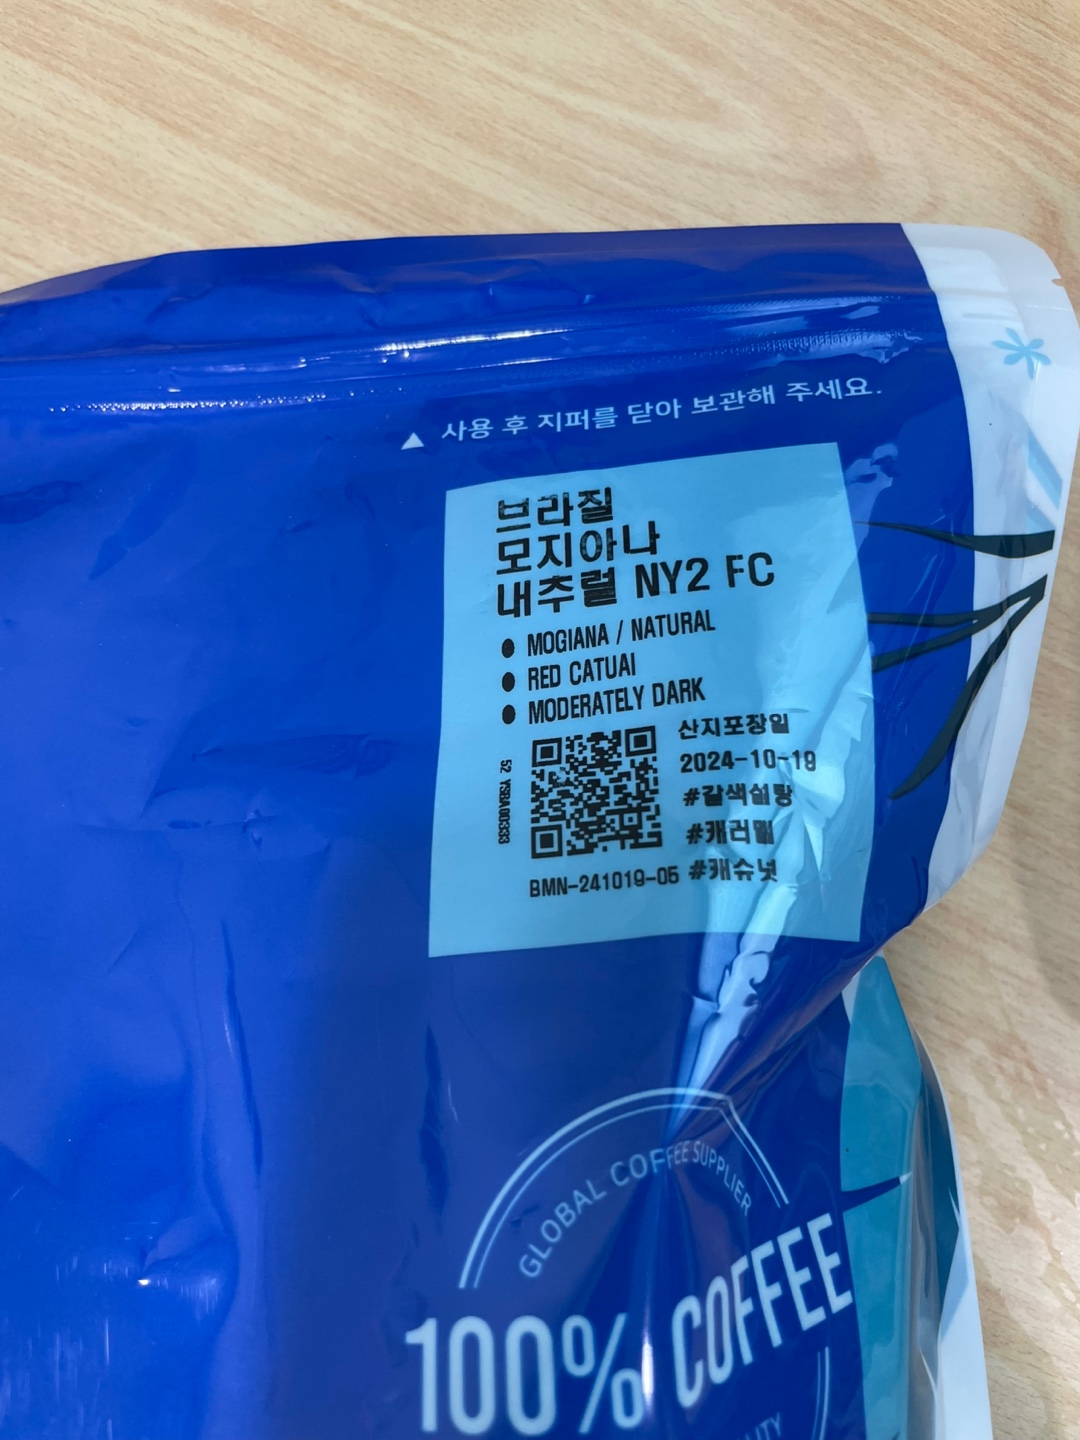 ▲ 사용 후 지퍼를 닫아 보관해 주세요.
브라질
모지아나
내추럴 NY2 FC
● MOGIANA / NATURAL
● RED CATUAI
● MODERATELY DARK
산지포장일
2024-10-19
#갈색설탕
#캐러멜
#캐슈넛
52 YSBA00333
BMN-241019-05
GLOBAL COFFEE SUPPLIER
100% COFFEE